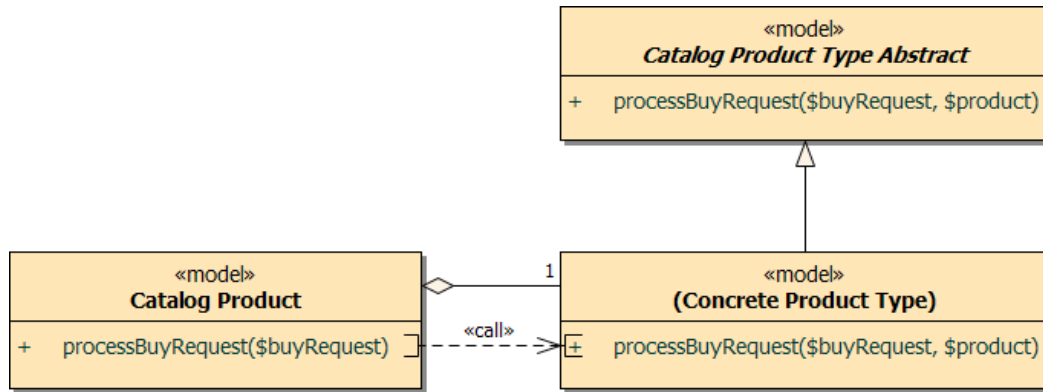 «model»
Catalog Product Type Abstract
+ processBuyRequest($buyRequest, $product)
«model»
Catalog Product
+ processBuyRequest($buyRequest)
1
«call»
«model»
(Concrete Product Type)
+ processBuyRequest($buyRequest, $product)